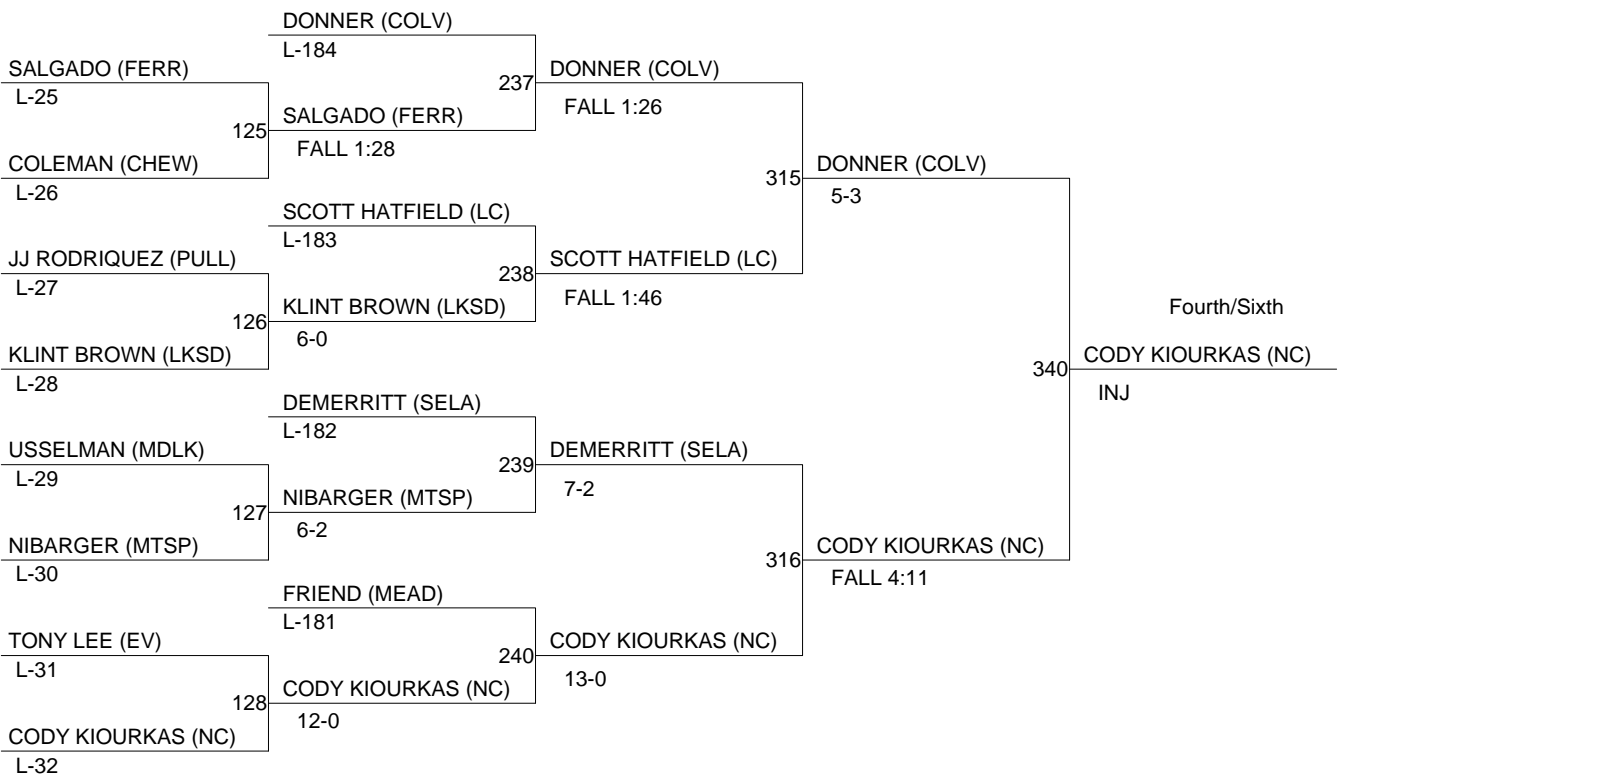 DONNER (COLV)
L-184
SALGADO (FERR)
L-25
237
DONNER (COLV)
FALL 1:26
125
SALGADO (FERR)
FALL 1:28
COLEMAN (CHEW)
L-26
315
DONNER (COLV)
5-3
SCOTT HATFIELD (LC)
L-183
JJ RODRIQUEZ (PULL)
L-27
238
SCOTT HATFIELD (LC)
FALL 1:46
126
KLINT BROWN (LKSD)
6-0
Fourth/Sixth
KLINT BROWN (LKSD)
L-28
340
CODY KIOURKAS (NC)
INJ
DEMERRITT (SELA)
L-182
USSELMAN (MDLK)
L-29
239
DEMERRITT (SELA)
7-2
127
NIBARGER (MTSP)
6-2
NIBARGER (MTSP)
L-30
316
CODY KIOURKAS (NC)
FALL 4:11
FRIEND (MEAD)
L-181
TONY LEE (EV)
L-31
240
CODY KIOURKAS (NC)
13-0
128
CODY KIOURKAS (NC)
12-0
CODY KIOURKAS (NC)
L-32